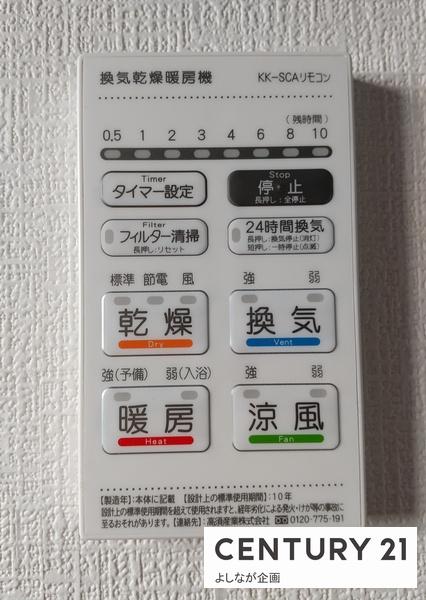 換気乾燥暖房機 KK-SCAリモコン
(残時間)
0.5 1 2 3 4 6 8 10
Timer
タイマー設定
Stop
停・止
長押し:全停止
Filter
フィルター清掃
長押し:リセット
24時間換気
長押し:換気停止(消灯)
短押し:一時停止(点滅)
標準 節電 風
乾燥
Dry
強 弱
換気
Vent
強(予備) 弱(入浴)
暖房
Heat
強 弱
涼風
Fan
【製造年】:本体に記載 【設計上の標準使用期間】:10年
設計上の標準使用期間を超えて使用されますと、経年劣化による発火・けが等の事故に
至るおそれがあります。【連絡先】:高須産業株式会社 0120-775-191
CENTURY 21
よしなが企画